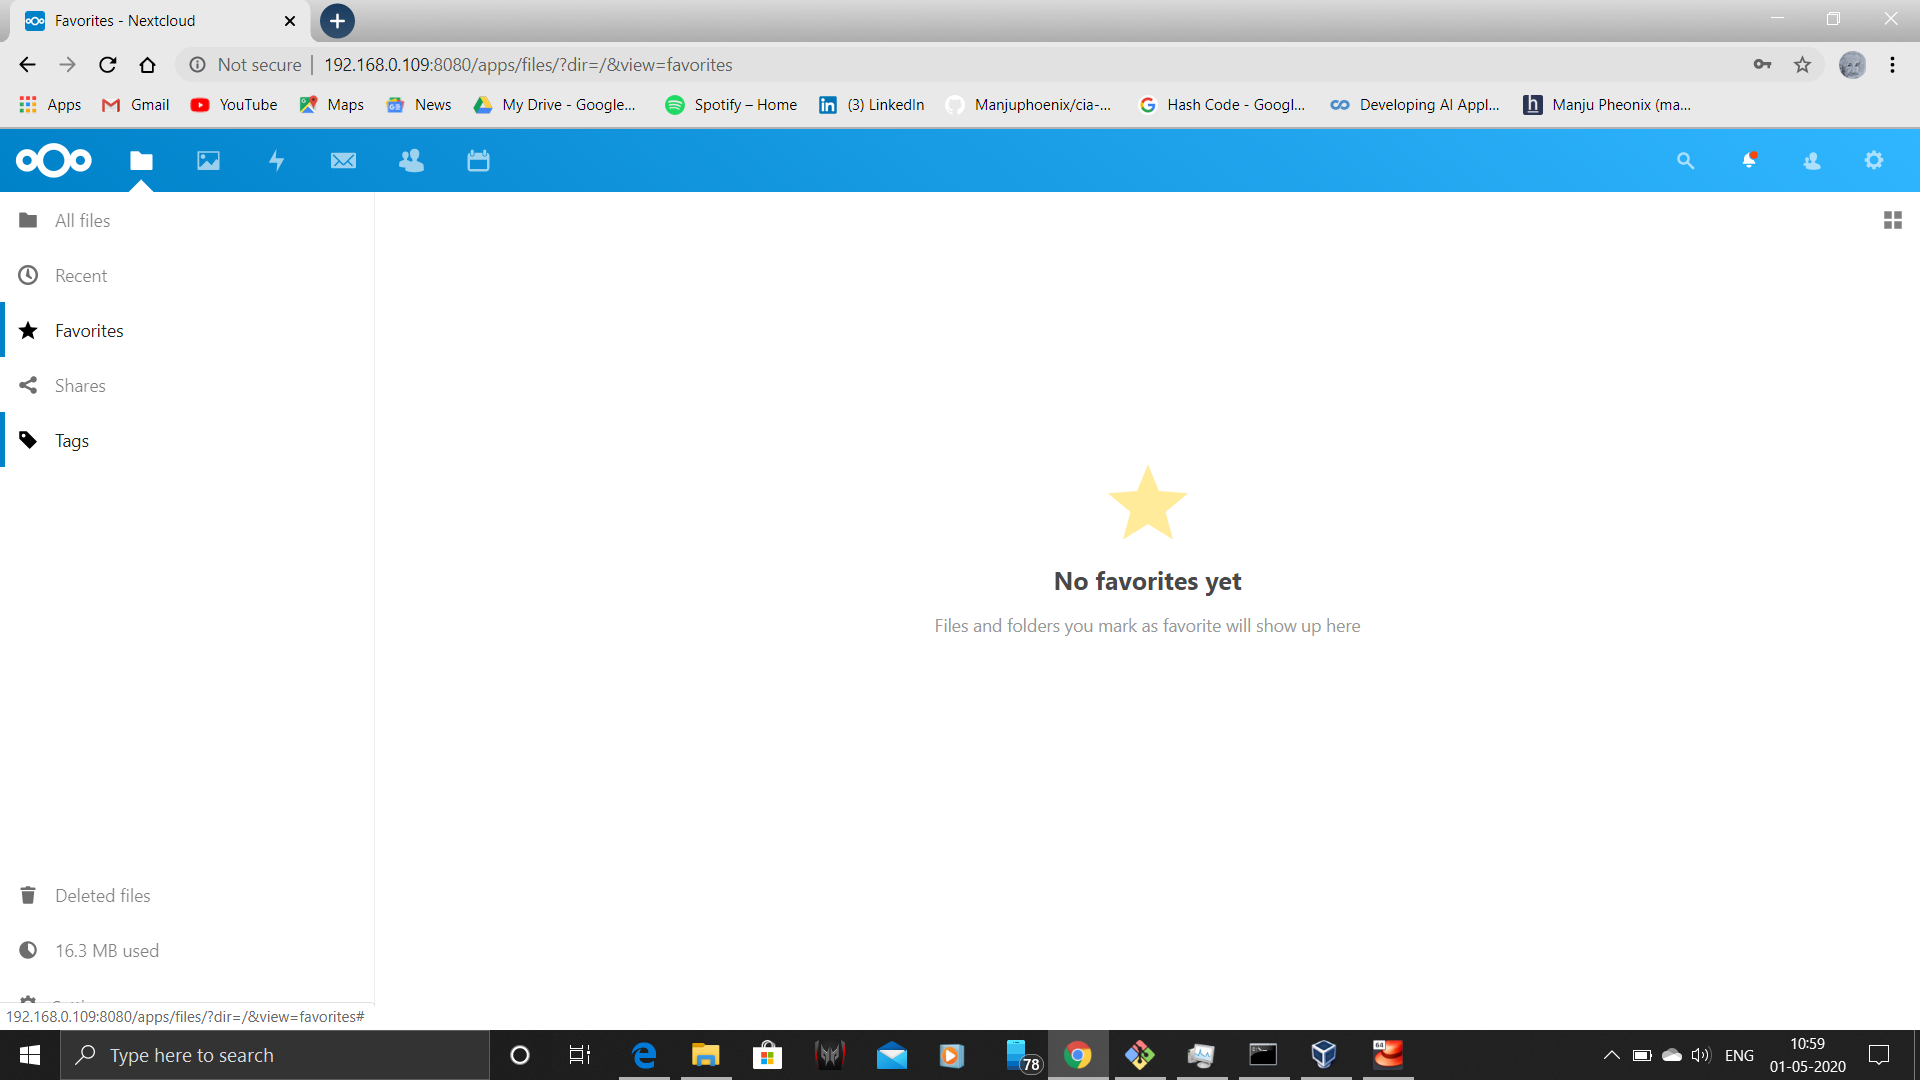 Favorites - Nextcloud
Not secure | 192.168.0.109:8080/apps/files/?dir=/&view=favorites
Apps Gmail YouTube Maps News My Drive - Google... Spotify – Home (3) LinkedIn Manjuphoenix/cia-... Hash Code - Googl... Developing AI Appl... Manju Pheonix (ma...
All files
Recent
Favorites
Shares
Tags
No favorites yet
Files and folders you mark as favorite will show up here
Deleted files
16.3 MB used
192.168.0.109:8080/apps/files/?dir=/&view=favorites#
Type here to search
78
64
ENG
10:59
01-05-2020